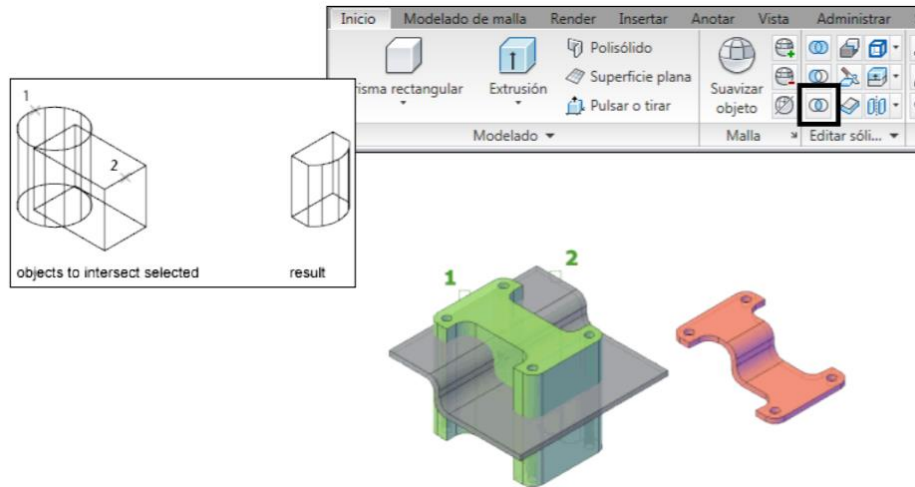 Inicio Modelado de malla Render Insertar Anotar Vista Administrar
Polisólido
Superficie plana
Pulsar o tirar
isma rectangular Extrusión Suavizar objeto
Modelado Malla Editar sóli...
1
2
objects to intersect selected result
1 2